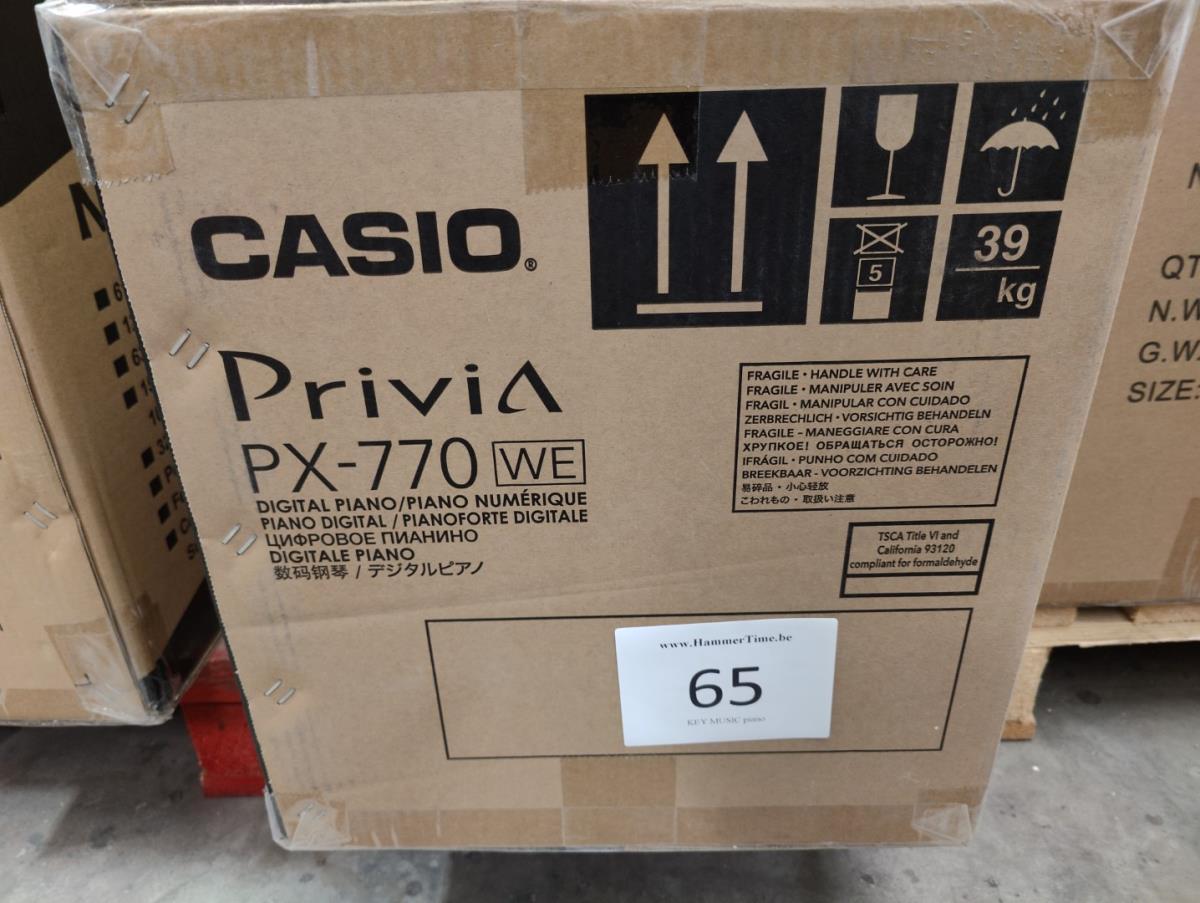 CASIO®
39
kg
5
Privia
PX-770 WE
DIGITAL PIANO/PIANO NUMÉRIQUE
PIANO DIGITAL / PIANOFORTE DIGITALE
ЦИФРОВОЕ ПИАНИНО
DIGITALE PIANO
数码钢琴 / デジタルピアノ
FRAGILE・HANDLE WITH CARE
FRAGILE・MANIPULER AVEC SOIN
FRAGIL・MANIPULAR CON CUIDADO
ZERBRECHLICH・VORSICHTIG BEHANDELN
FRAGILE – MANEGGIARE CON CURA
ХРУПКОЕ! ОБРАЩАТЬСЯ ОСТОРОЖНО!
IFRÁGIL・PUNHO COM CUIDADO
BREEKBAAR - VOORZICHTING BEHANDELEN
易碎品・小心轻放
こわれもの・取扱い注意
TSCA Title VI and
California 93120
compliant for formaldehyde
www.HammerTime.be
65
KEY MUSIC piano
QT
N.W
G.W.
SIZE: